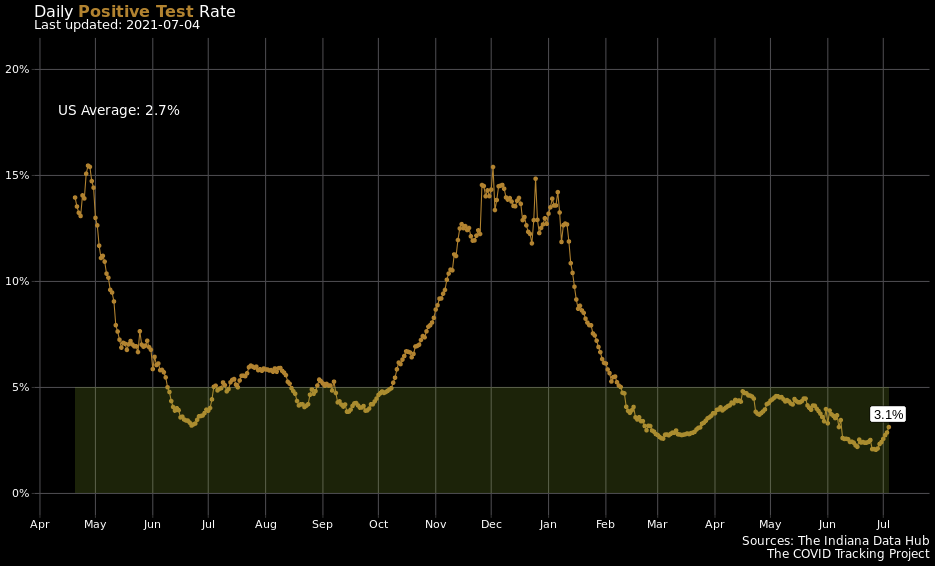 Daily Positive Test Rate
Last updated: 2021-07-04
20%
US Average: 2.7%
15%
10%
5%
3.1%
0%
Apr May Jun Jul Aug Sep Oct Nov Dec Jan Feb Mar Apr May Jun Jul
Sources: The Indiana Data Hub
The COVID Tracking Project